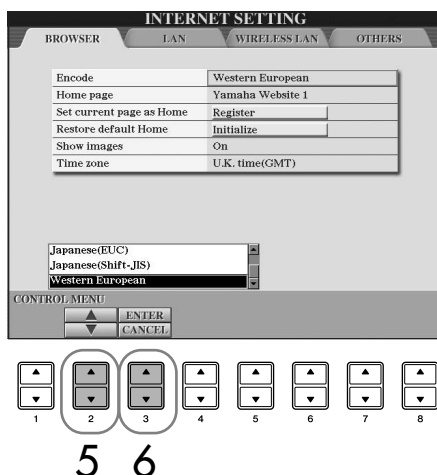 INTERNET SETTING
BROWSER LAN WIRELESS LAN OTHERS
Encode Western European
Home page Yamaha Website 1
Set current page as Home Register
Restore default Home Initialize
Show images On
Time zone U.K. time(GMT)
Japanese(EUC)
Japanese(Shift-JIS)
Western European
CONTROL MENU
▲ ENTER
▼ CANCEL
1 2 3 4 5 6 7 8
5 6